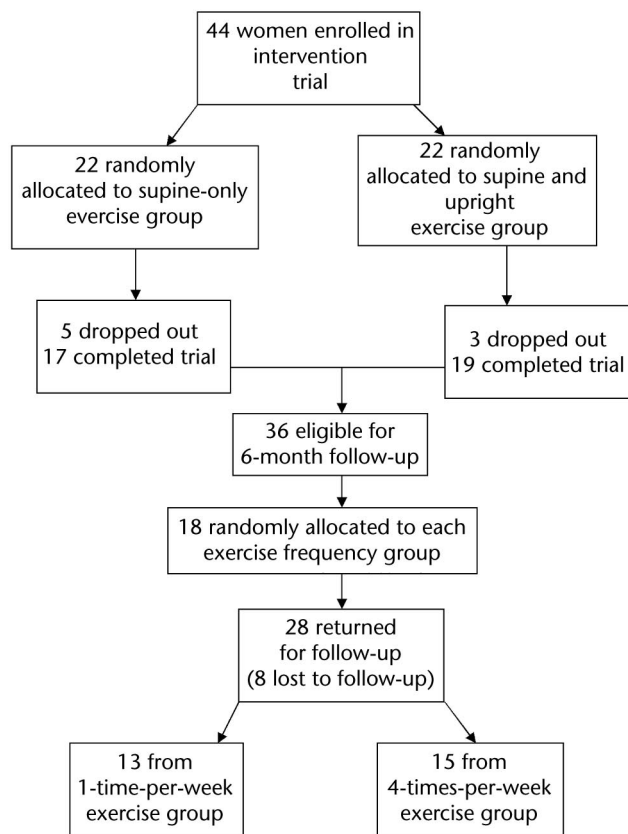 44 women enrolled in
intervention
trial
22 randomly
allocated to supine-only
evercise group
22 randomly
allocated to supine and
upright
exercise group
5 dropped out
17 completed trial
3 dropped out
19 completed trial
36 eligible for
6-month follow-up
18 randomly allocated to each
exercise frequency group
28 returned
for follow-up
(8 lost to follow-up)
13 from
1-time-per-week
exercise group
15 from
4-times-per-week
exercise group